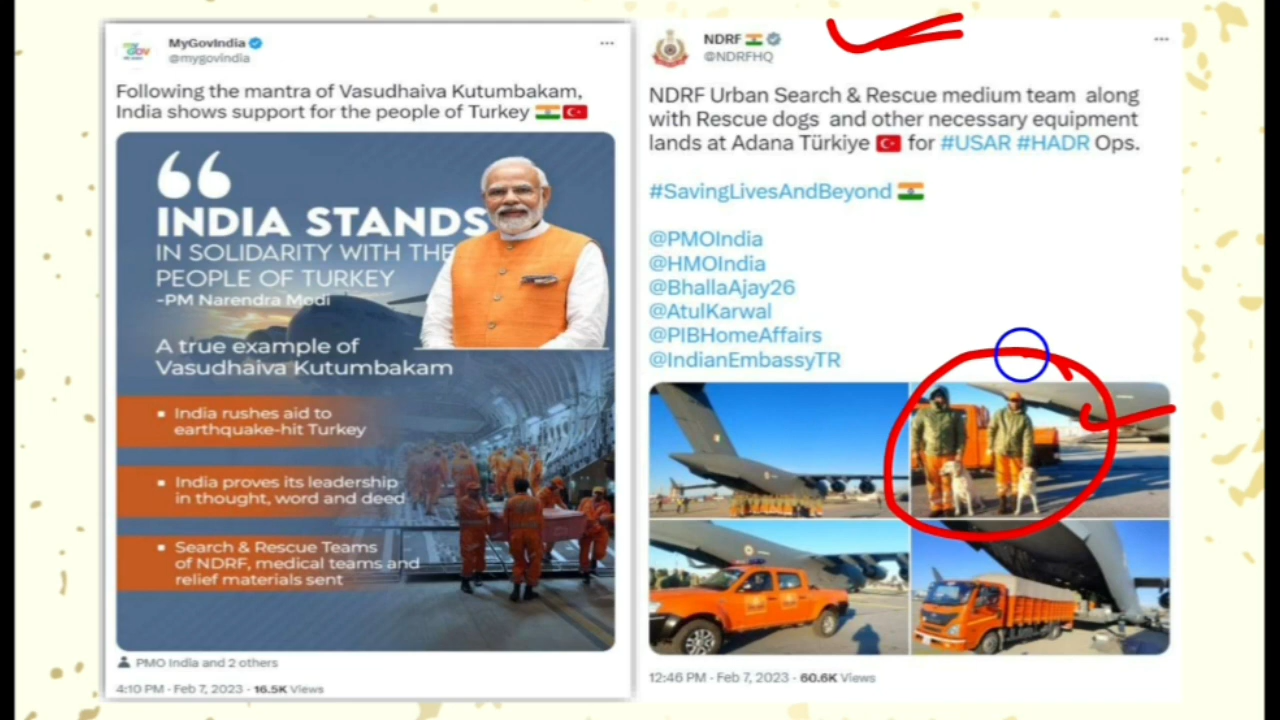 MyGovIndia
@mygovindia
Following the mantra of Vasudhaiva Kutumbakam,
India shows support for the people of Turkey
INDIA STANDS
IN SOLIDARITY WITH THE
PEOPLE OF TURKEY
-PM Narendra Modi
A true example of
Vasudhaiva Kutumbakam
▪ India rushes aid to
earthquake-hit Turkey
▪ India proves its leadership
in thought, word and deed
▪ Search & Rescue Teams
of NDRF, medical teams and
relief materials sent
PMO India and 2 others
4:10 PM · Feb 7, 2023 · 16.5K Views
NDRF
@NDRFHQ
NDRF Urban Search & Rescue medium team along
with Rescue dogs and other necessary equipment
lands at Adana Türkiye for #USAR #HADR Ops.
#SavingLivesAndBeyond
@PMOIndia
@HMOIndia
@BhallaAjay26
@AtulKarwal
@PIBHomeAffairs
@IndianEmbassyTR
12:46 PM · Feb 7, 2023 · 60.6K Views